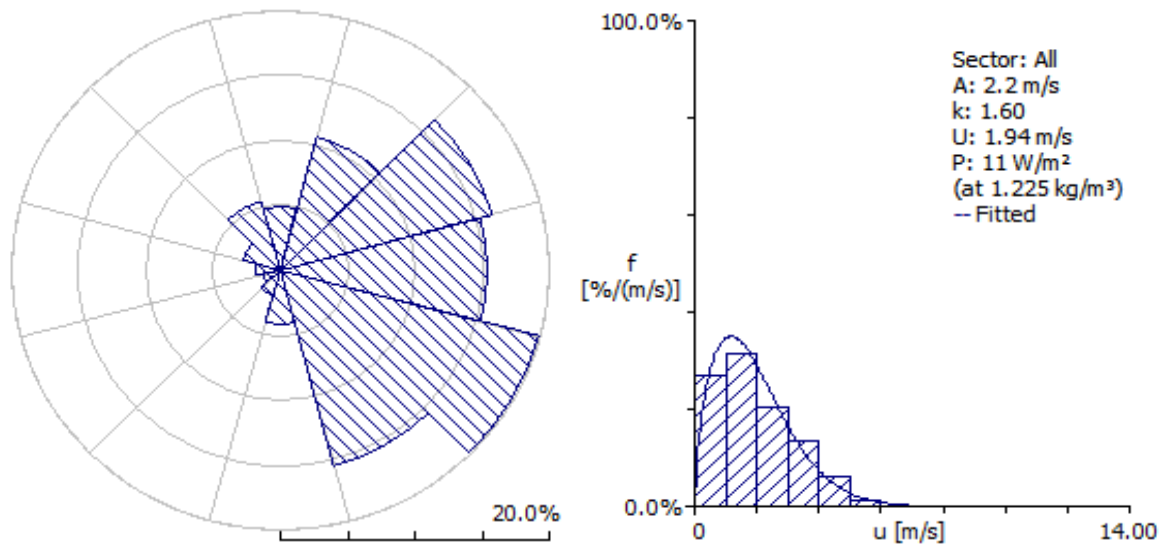 20.0%
100.0%
f
[%/(m/s)]
0.0%
0
u [m/s]
14.00
Sector: All
A: 2.2 m/s
k: 1.60
U: 1.94 m/s
P: 11 W/m²
(at 1.225 kg/m³)
-- Fitted